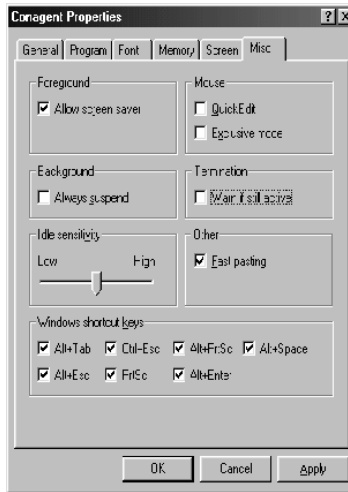 Conagent Properties
General Program Font Memory Screen Misc
Foreground
Allow screen saver
Mouse
QuickEdit
Exclusive mode
Background
Always suspend
Termination
Warn if still active
Idle sensitivity
Low High
Other
Fast pasting
Windows shortcut keys
Alt+Tab Ctrl+Esc Alt+PrtSc Alt+Space
Alt+Esc PrtSc Alt+Enter
OK Cancel Apply